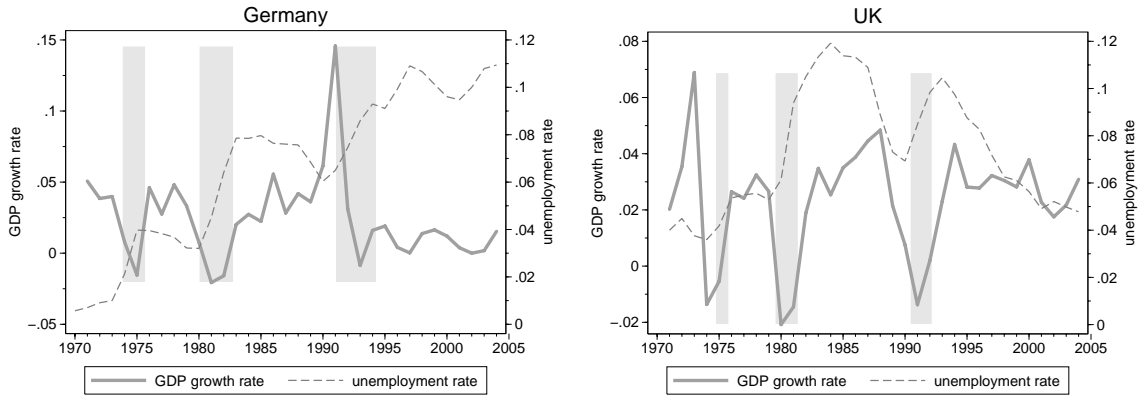 Germany
.15
.1
.05
0
−.05
GDP growth rate
.12
.1
.08
.06
.04
.02
0
unemployment rate
1970 1975 1980 1985 1990 1995 2000 2005
GDP growth rate unemployment rate
UK
.08
.06
.04
.02
0
−.02
GDP growth rate
.12
.1
.08
.06
.04
.02
0
unemployment rate
1970 1975 1980 1985 1990 1995 2000 2005
GDP growth rate unemployment rate